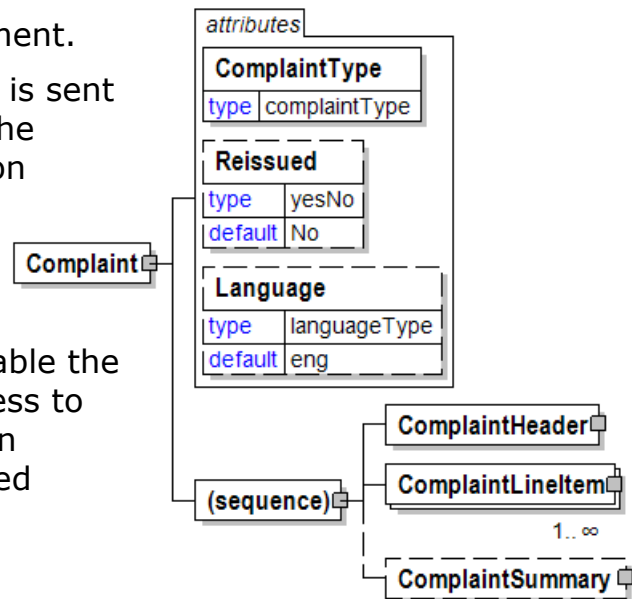 nent.
is sent
he
on
able the
ess to
n
ed
attributes
ComplaintType
type complaintType
Reissued
type yesNo
default No
Language
type languageType
default eng
Complaint
(sequence)
ComplaintHeader
ComplaintLineItem
1.. ∞
ComplaintSummary